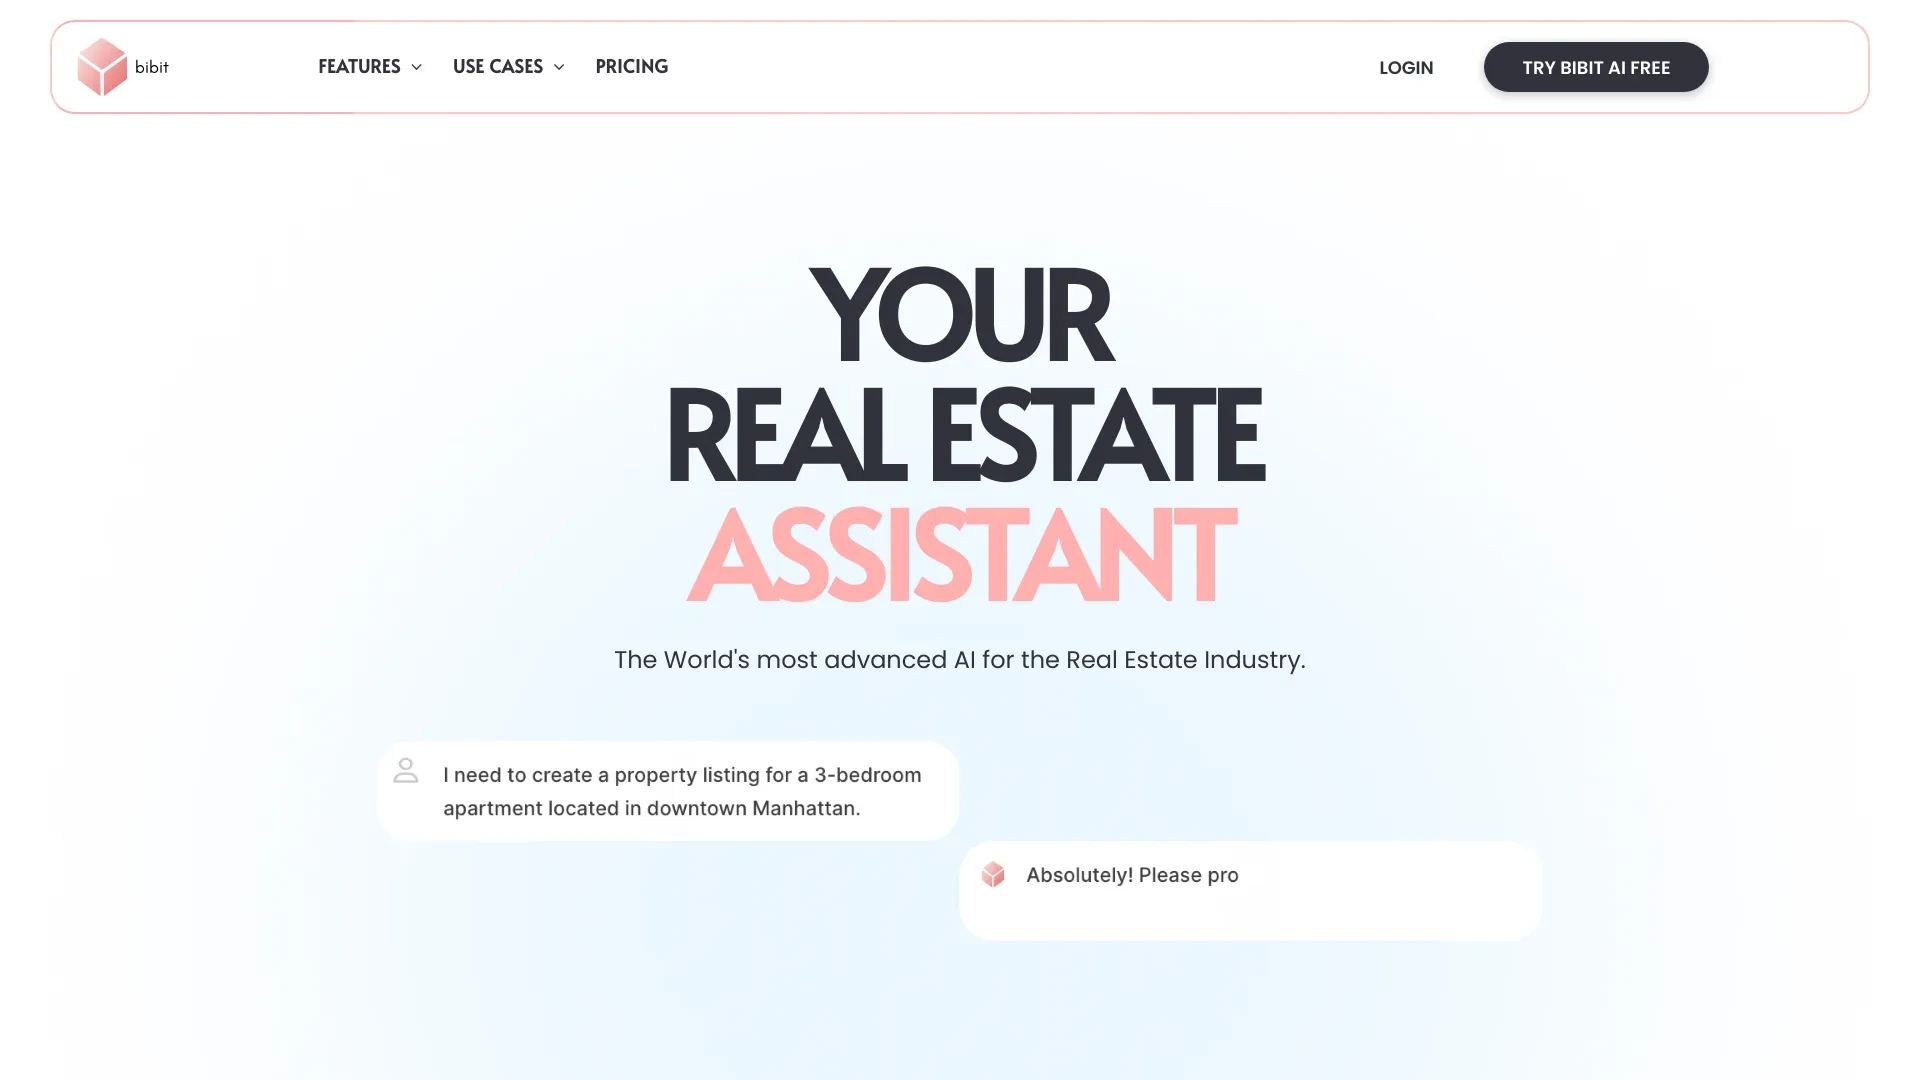 bibit
FEATURES
USE CASES
PRICING
LOGIN
TRY BIBIT AI FREE
YOUR
REAL ESTATE
ASSISTANT
The World's most advanced AI for the Real Estate Industry.
I need to create a property listing for a 3-bedroom
apartment located in downtown Manhattan.
Absolutely! Please pro